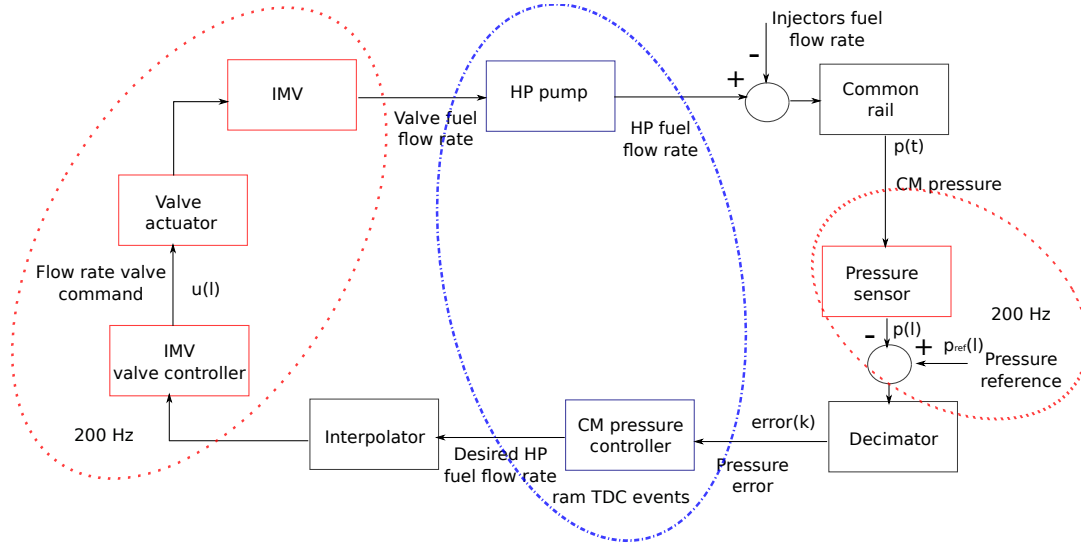 Injectors fuel
flow rate
-
+
IMV
HP pump
Common
rail
Valve fuel
flow rate
HP fuel
flow rate
p(t)
CM pressure
Valve
actuator
Flow rate valve
command
u(l)
Pressure
sensor
200 Hz
p(l)
-
+
pref(l)
Pressure
reference
IMV
valve controller
200 Hz
Interpolator
Desired HP
fuel flow rate
CM pressure
controller
ram TDC events
error(k)
Pressure
error
Decimator